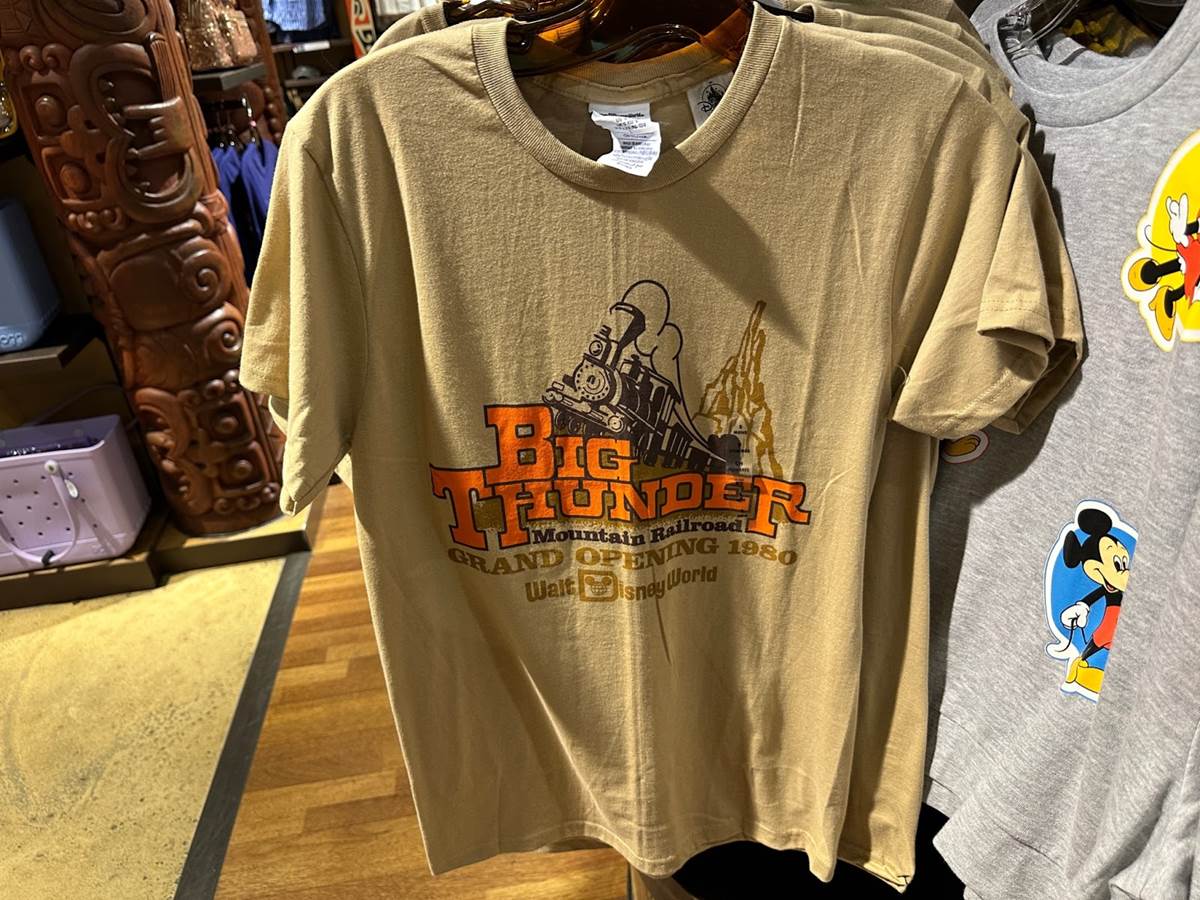 BIG
THUNDER
Mountain Railroad
GRAND OPENING 1980
Walt Disney World